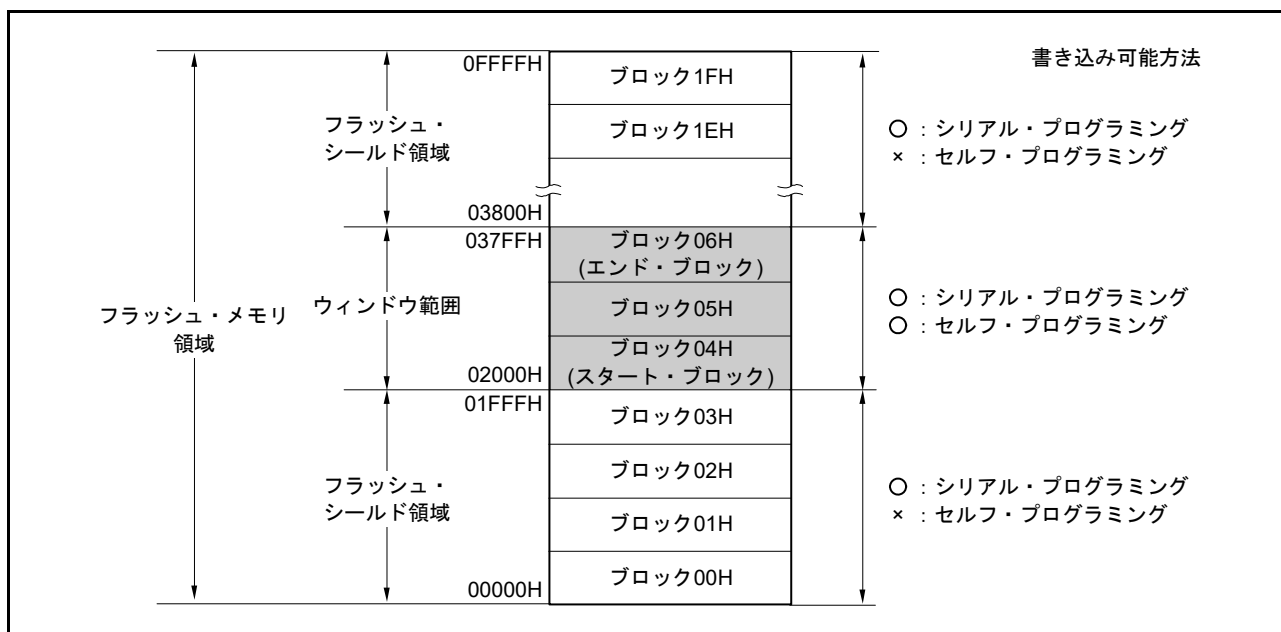 書き込み可能方法
0FFFFH
ブロック1FH
ブロック1EH
フラッシュ・
シールド領域
○ : シリアル・プログラミング
× : セルフ・プログラミング
03800H
037FFH
ブロック06H
(エンド・ブロック)
フラッシュ・メモリ
領域
ウィンドウ範囲
ブロック05H
○ : シリアル・プログラミング
○ : セルフ・プログラミング
ブロック04H
(スタート・ブロック)
02000H
01FFFH
ブロック03H
フラッシュ・
シールド領域
ブロック02H
ブロック01H
○ : シリアル・プログラミング
× : セルフ・プログラミング
ブロック00H
00000H